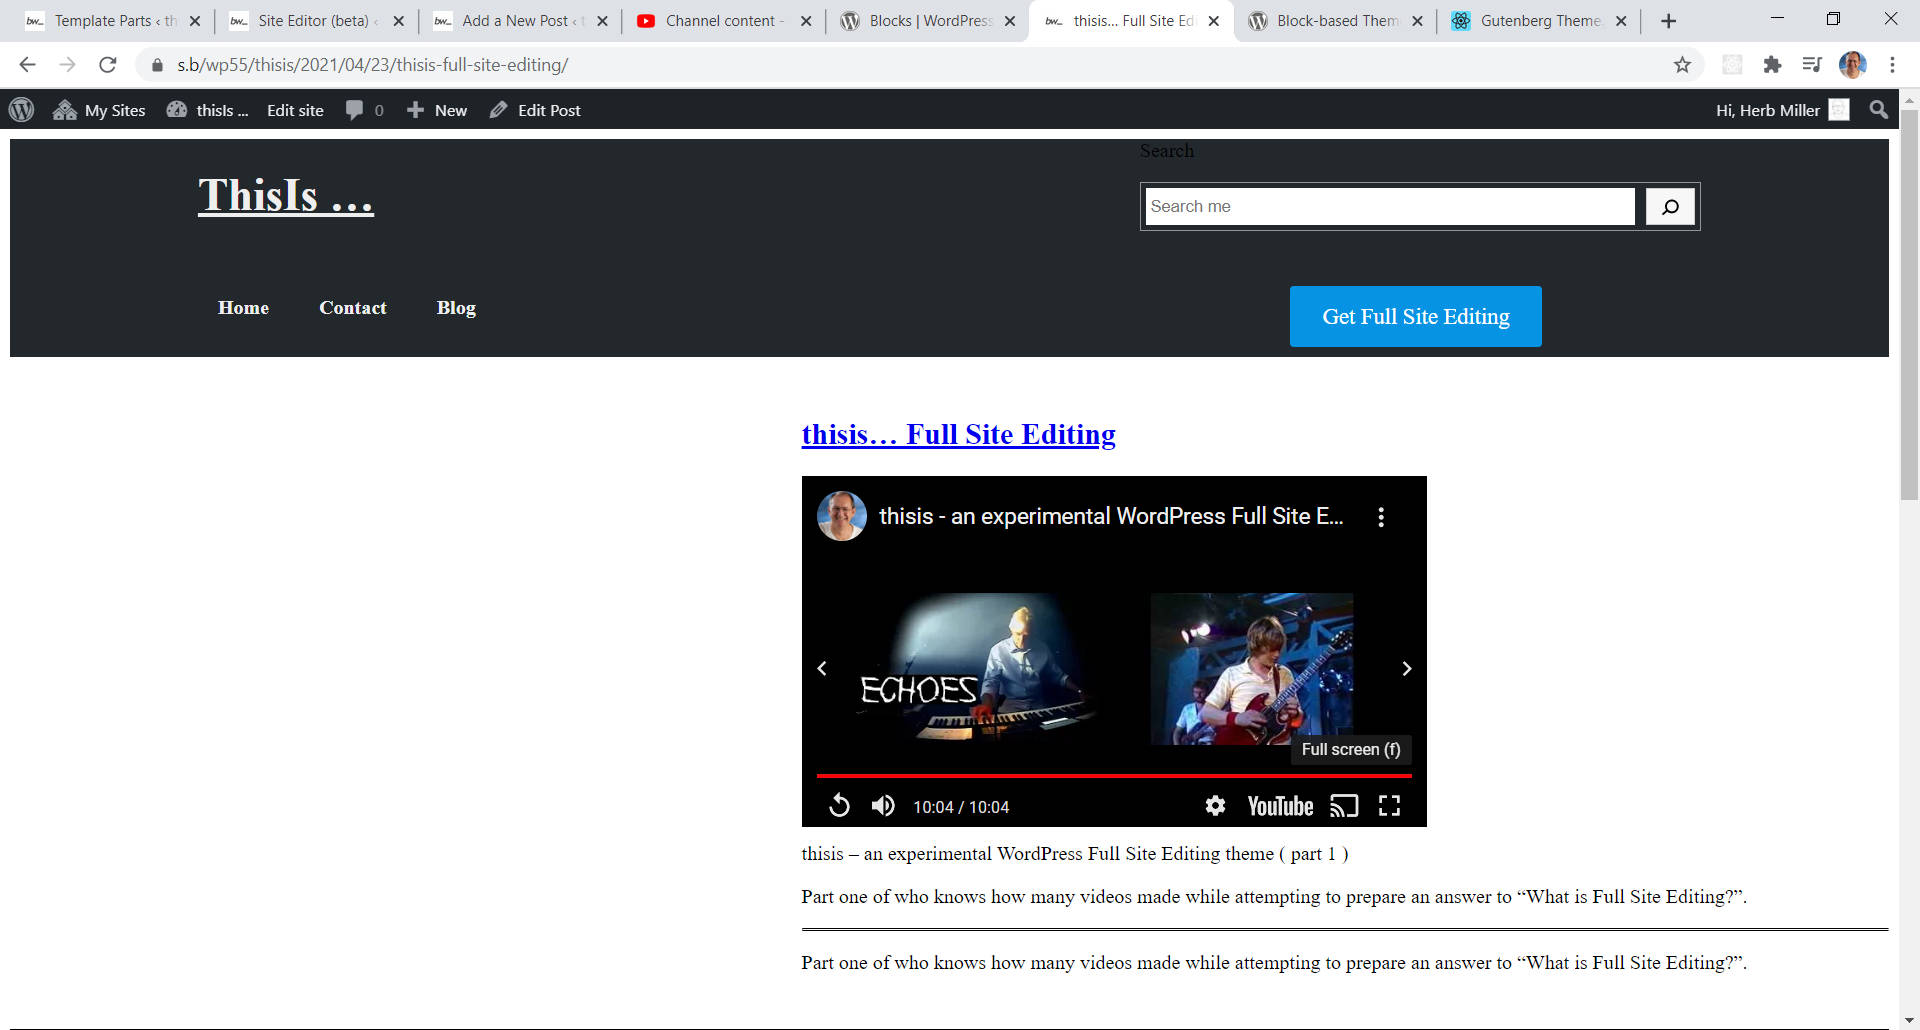 Template Parts ‹ th
Site Editor (beta) ‹
Add a New Post ‹ t
Channel content -
Blocks | WordPress
thisis… Full Site Edi
Block-based Them
Gutenberg Theme
s.b/wp55/thisis/2021/04/23/thisis-full-site-editing/
My Sites
thisIs ...
Edit site
0
New
Edit Post
Hi, Herb Miller
ThisIs …
Search
Search me
Home
Contact
Blog
Get Full Site Editing
thisis… Full Site Editing
thisis - an experimental WordPress Full Site E...
ECHOES
Full screen (f)
10:04 / 10:04
YouTube
thisis – an experimental WordPress Full Site Editing theme ( part 1 )
Part one of who knows how many videos made while attempting to prepare an answer to “What is Full Site Editing?”.
Part one of who knows how many videos made while attempting to prepare an answer to “What is Full Site Editing?”.